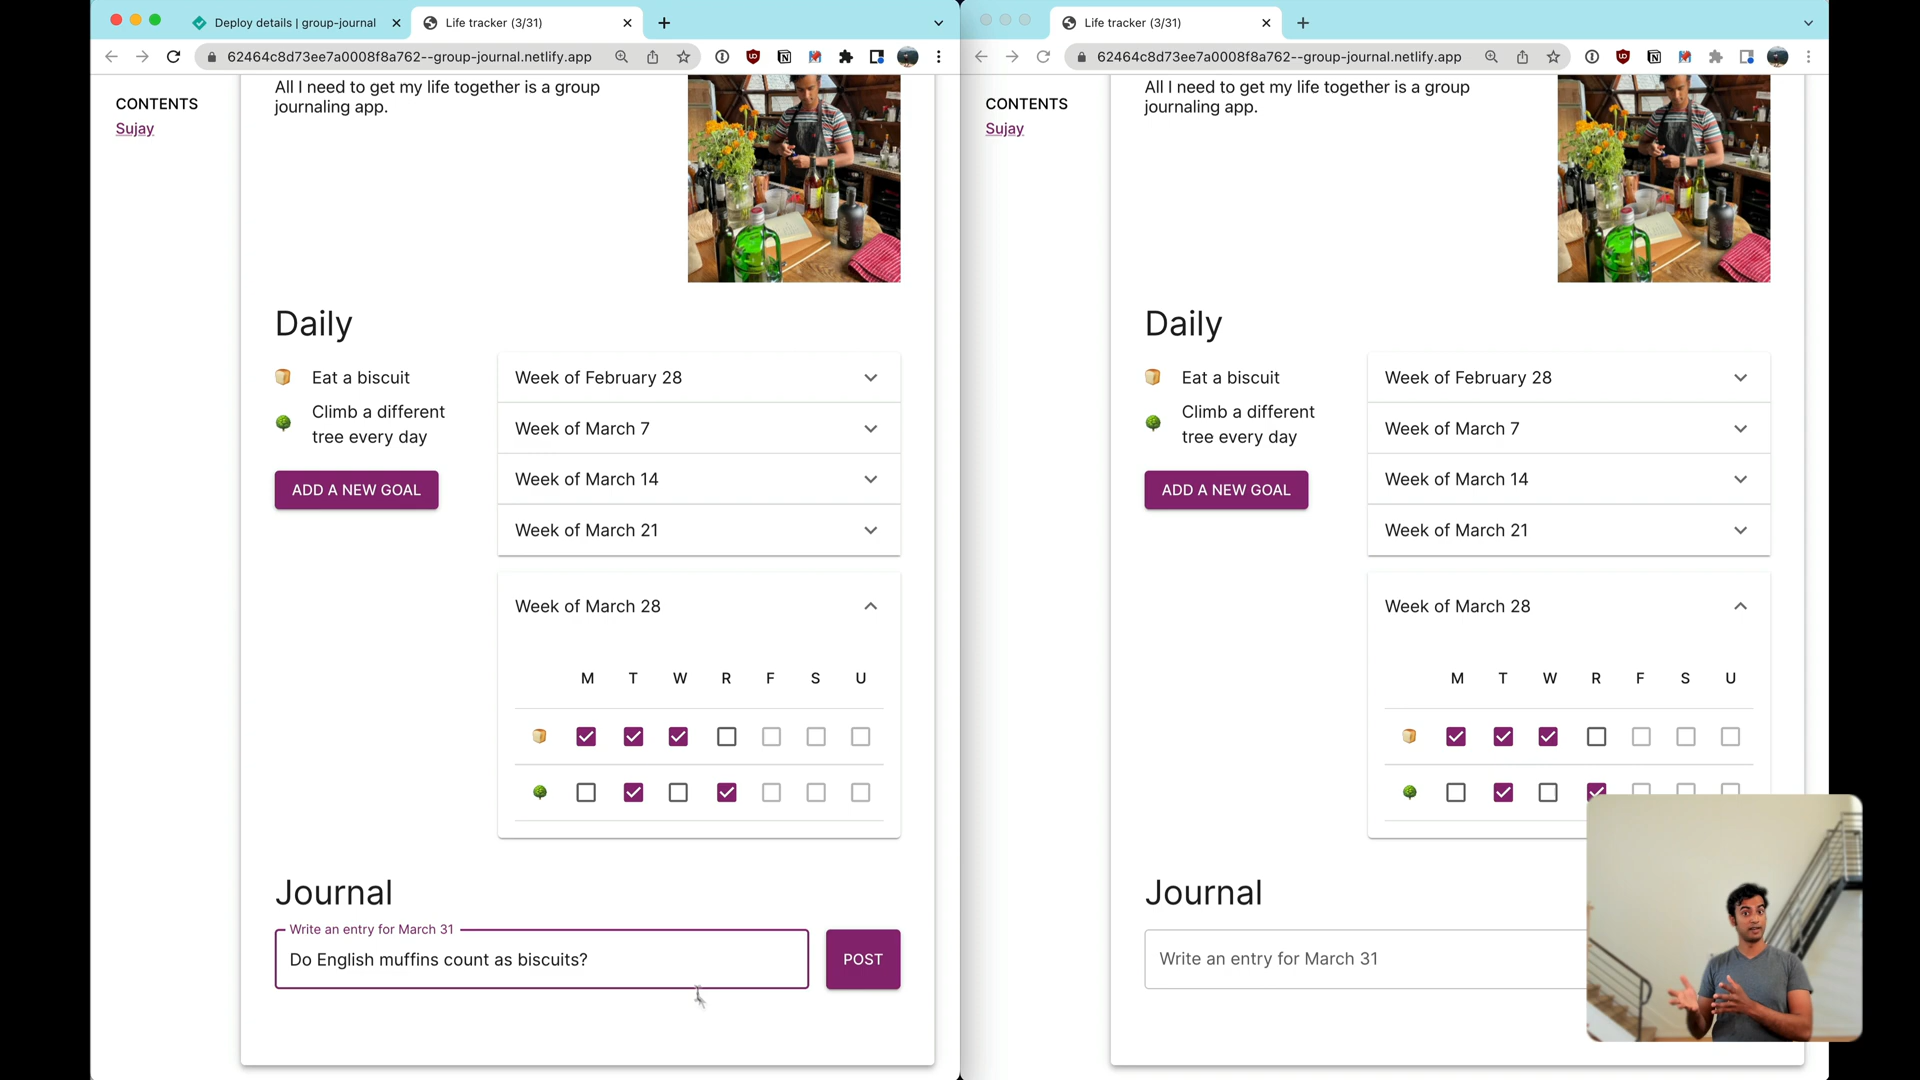 Deploy details | group-journal
Life tracker (3/31)
62464c8d73ee7a0008f8a762--group-journal.netlify.app
CONTENTS
Sujay
All I need to get my life together is a group
journaling app.
Daily
Eat a biscuit
Climb a different
tree every day
ADD A NEW GOAL
Week of February 28
Week of March 7
Week of March 14
Week of March 21
Week of March 28
M T W R F S U
Journal
Write an entry for March 31
Do English muffins count as biscuits?
POST
Life tracker (3/31)
62464c8d73ee7a0008f8a762--group-journal.netlify.app
CONTENTS
Sujay
All I need to get my life together is a group
journaling app.
Daily
Eat a biscuit
Climb a different
tree every day
ADD A NEW GOAL
Week of February 28
Week of March 7
Week of March 14
Week of March 21
Week of March 28
M T W R F S U
Journal
Write an entry for March 31